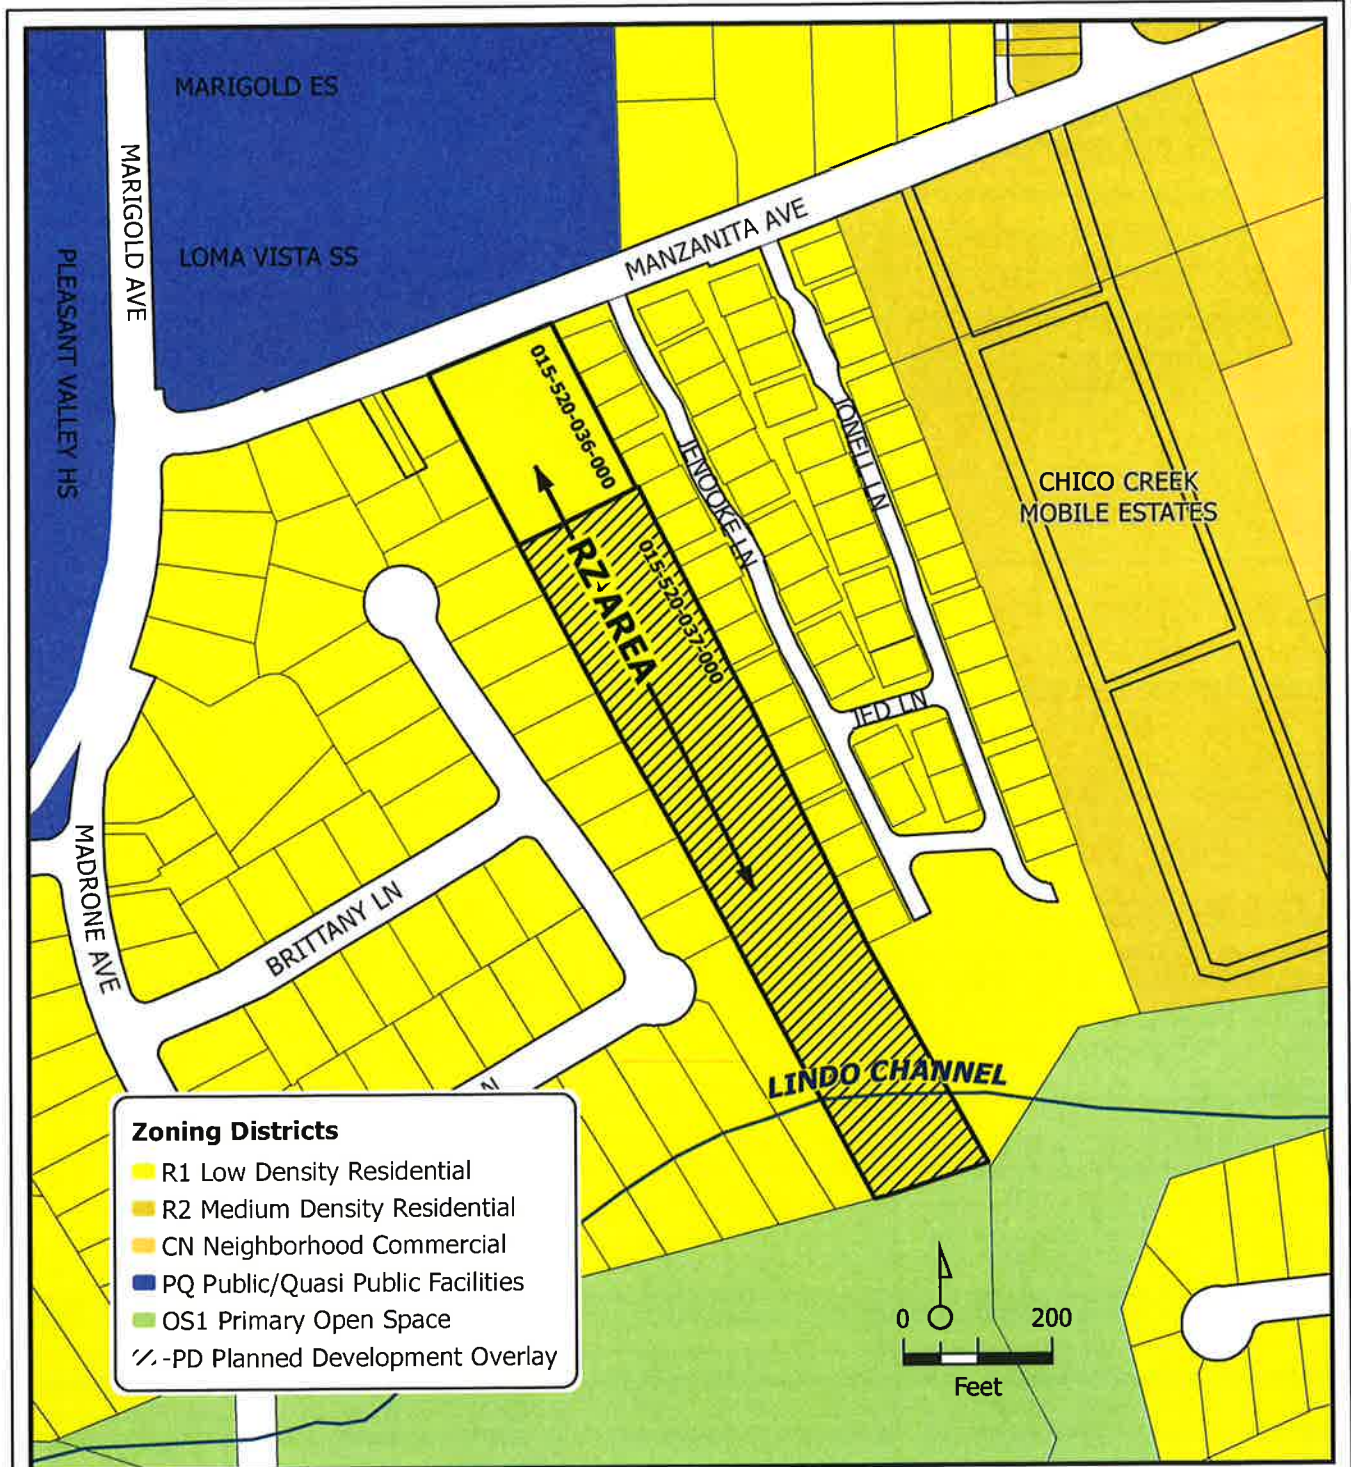 MARIGOLD ES
MARIGOLD AVE
LOMA VISTA SS
PLEASANT VALLEY HS
MANZANITA AVE
015-520-036-000
JENOOKE LN
JONELL LN
CHICO CREEK
MOBILE ESTATES
RZ AREA
015-520-037-000
JED LN
MADRONE AVE
BRITTANY LN
LINDO CHANNEL
N
Zoning Districts
R1 Low Density Residential
R2 Medium Density Residential
CN Neighborhood Commercial
PQ Public/Quasi Public Facilities
OS1 Primary Open Space
-PD Planned Development Overlay
0 200
Feet